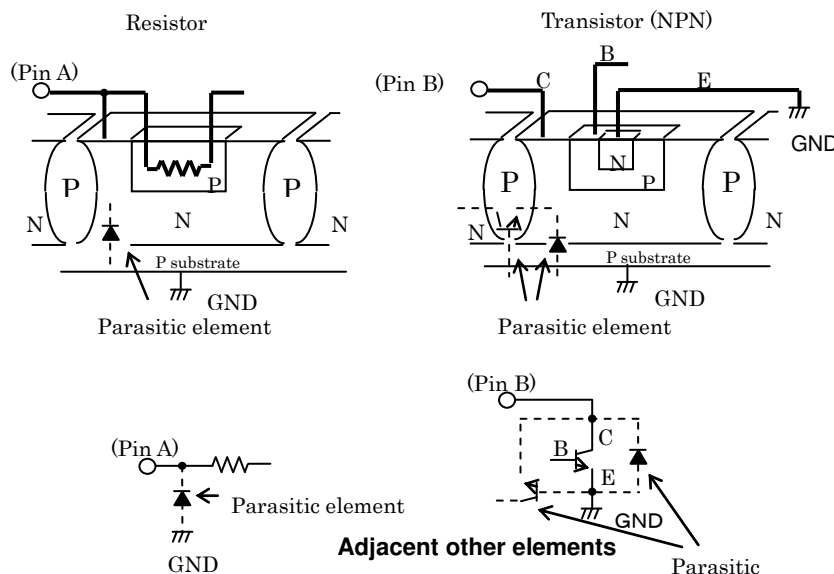 Resistor
(Pin A)
P
P
P
N
N
N
P substrate
GND
Parasitic element
Transistor (NPN)
(Pin B)
C
B
E
GND
P
N
P
P
N
N
N
P substrate
GND
Parasitic element
(Pin A)
Parasitic element
GND
(Pin B)
C
B
E
GND
Adjacent other elements
Parasitic